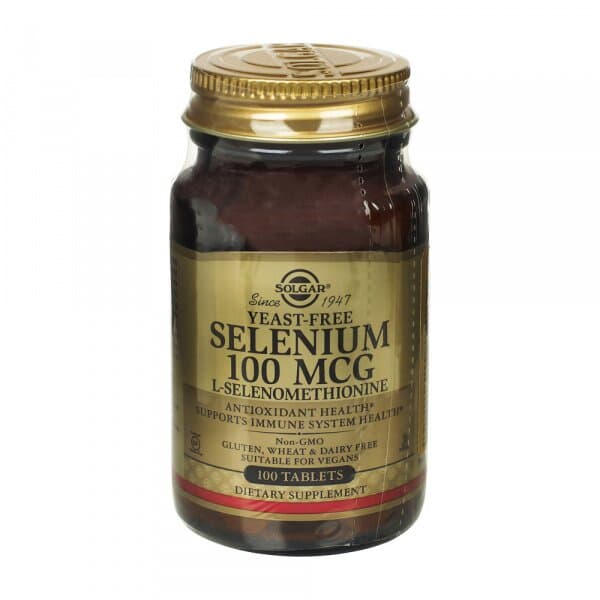 SOLGAR
SOLGAR®
Since 1947
YEAST-FREE
SELENIUM
100 MCG
L-SELENOMETHIONINE
ANTIOXIDANT HEALTH*
SUPPORTS IMMUNE SYSTEM HEALTH*
NON-GMO
GLUTEN, WHEAT & DAIRY FREE
SUITABLE FOR VEGANS
100 TABLETS
DIETARY SUPPLEMENT